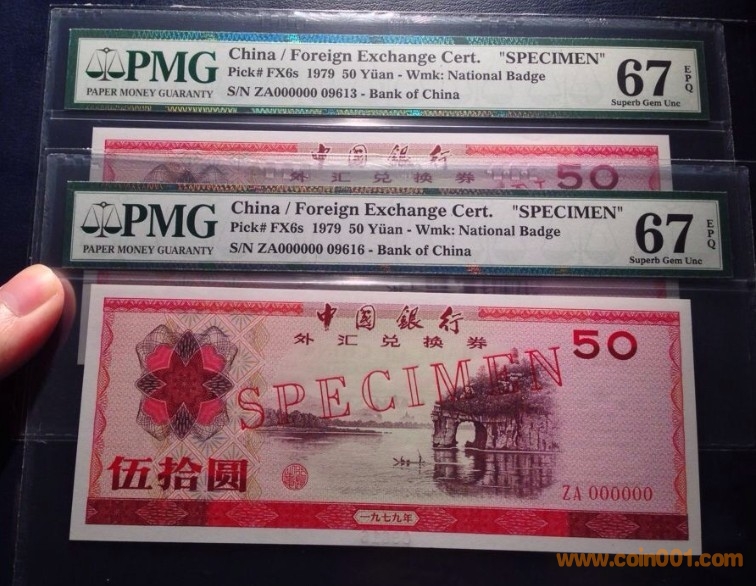 PMG
PAPER MONEY GUARANTY
China / Foreign Exchange Cert. "SPECIMEN"
Pick# FX6s 1979 50 Yüan - Wmk: National Badge
S/N ZA000000 09613 - Bank of China
67
EPQ
Superb Gem Unc
中国银行
外汇兑换券
50
PMG
PAPER MONEY GUARANTY
China / Foreign Exchange Cert. "SPECIMEN"
Pick# FX6s 1979 50 Yüan - Wmk: National Badge
S/N ZA000000 09616 - Bank of China
67
EPQ
Superb Gem Unc
中国银行
外汇兑换券
50
SPECIMEN
伍拾圆
ZA 000000
一九七九年
www.coin001.com